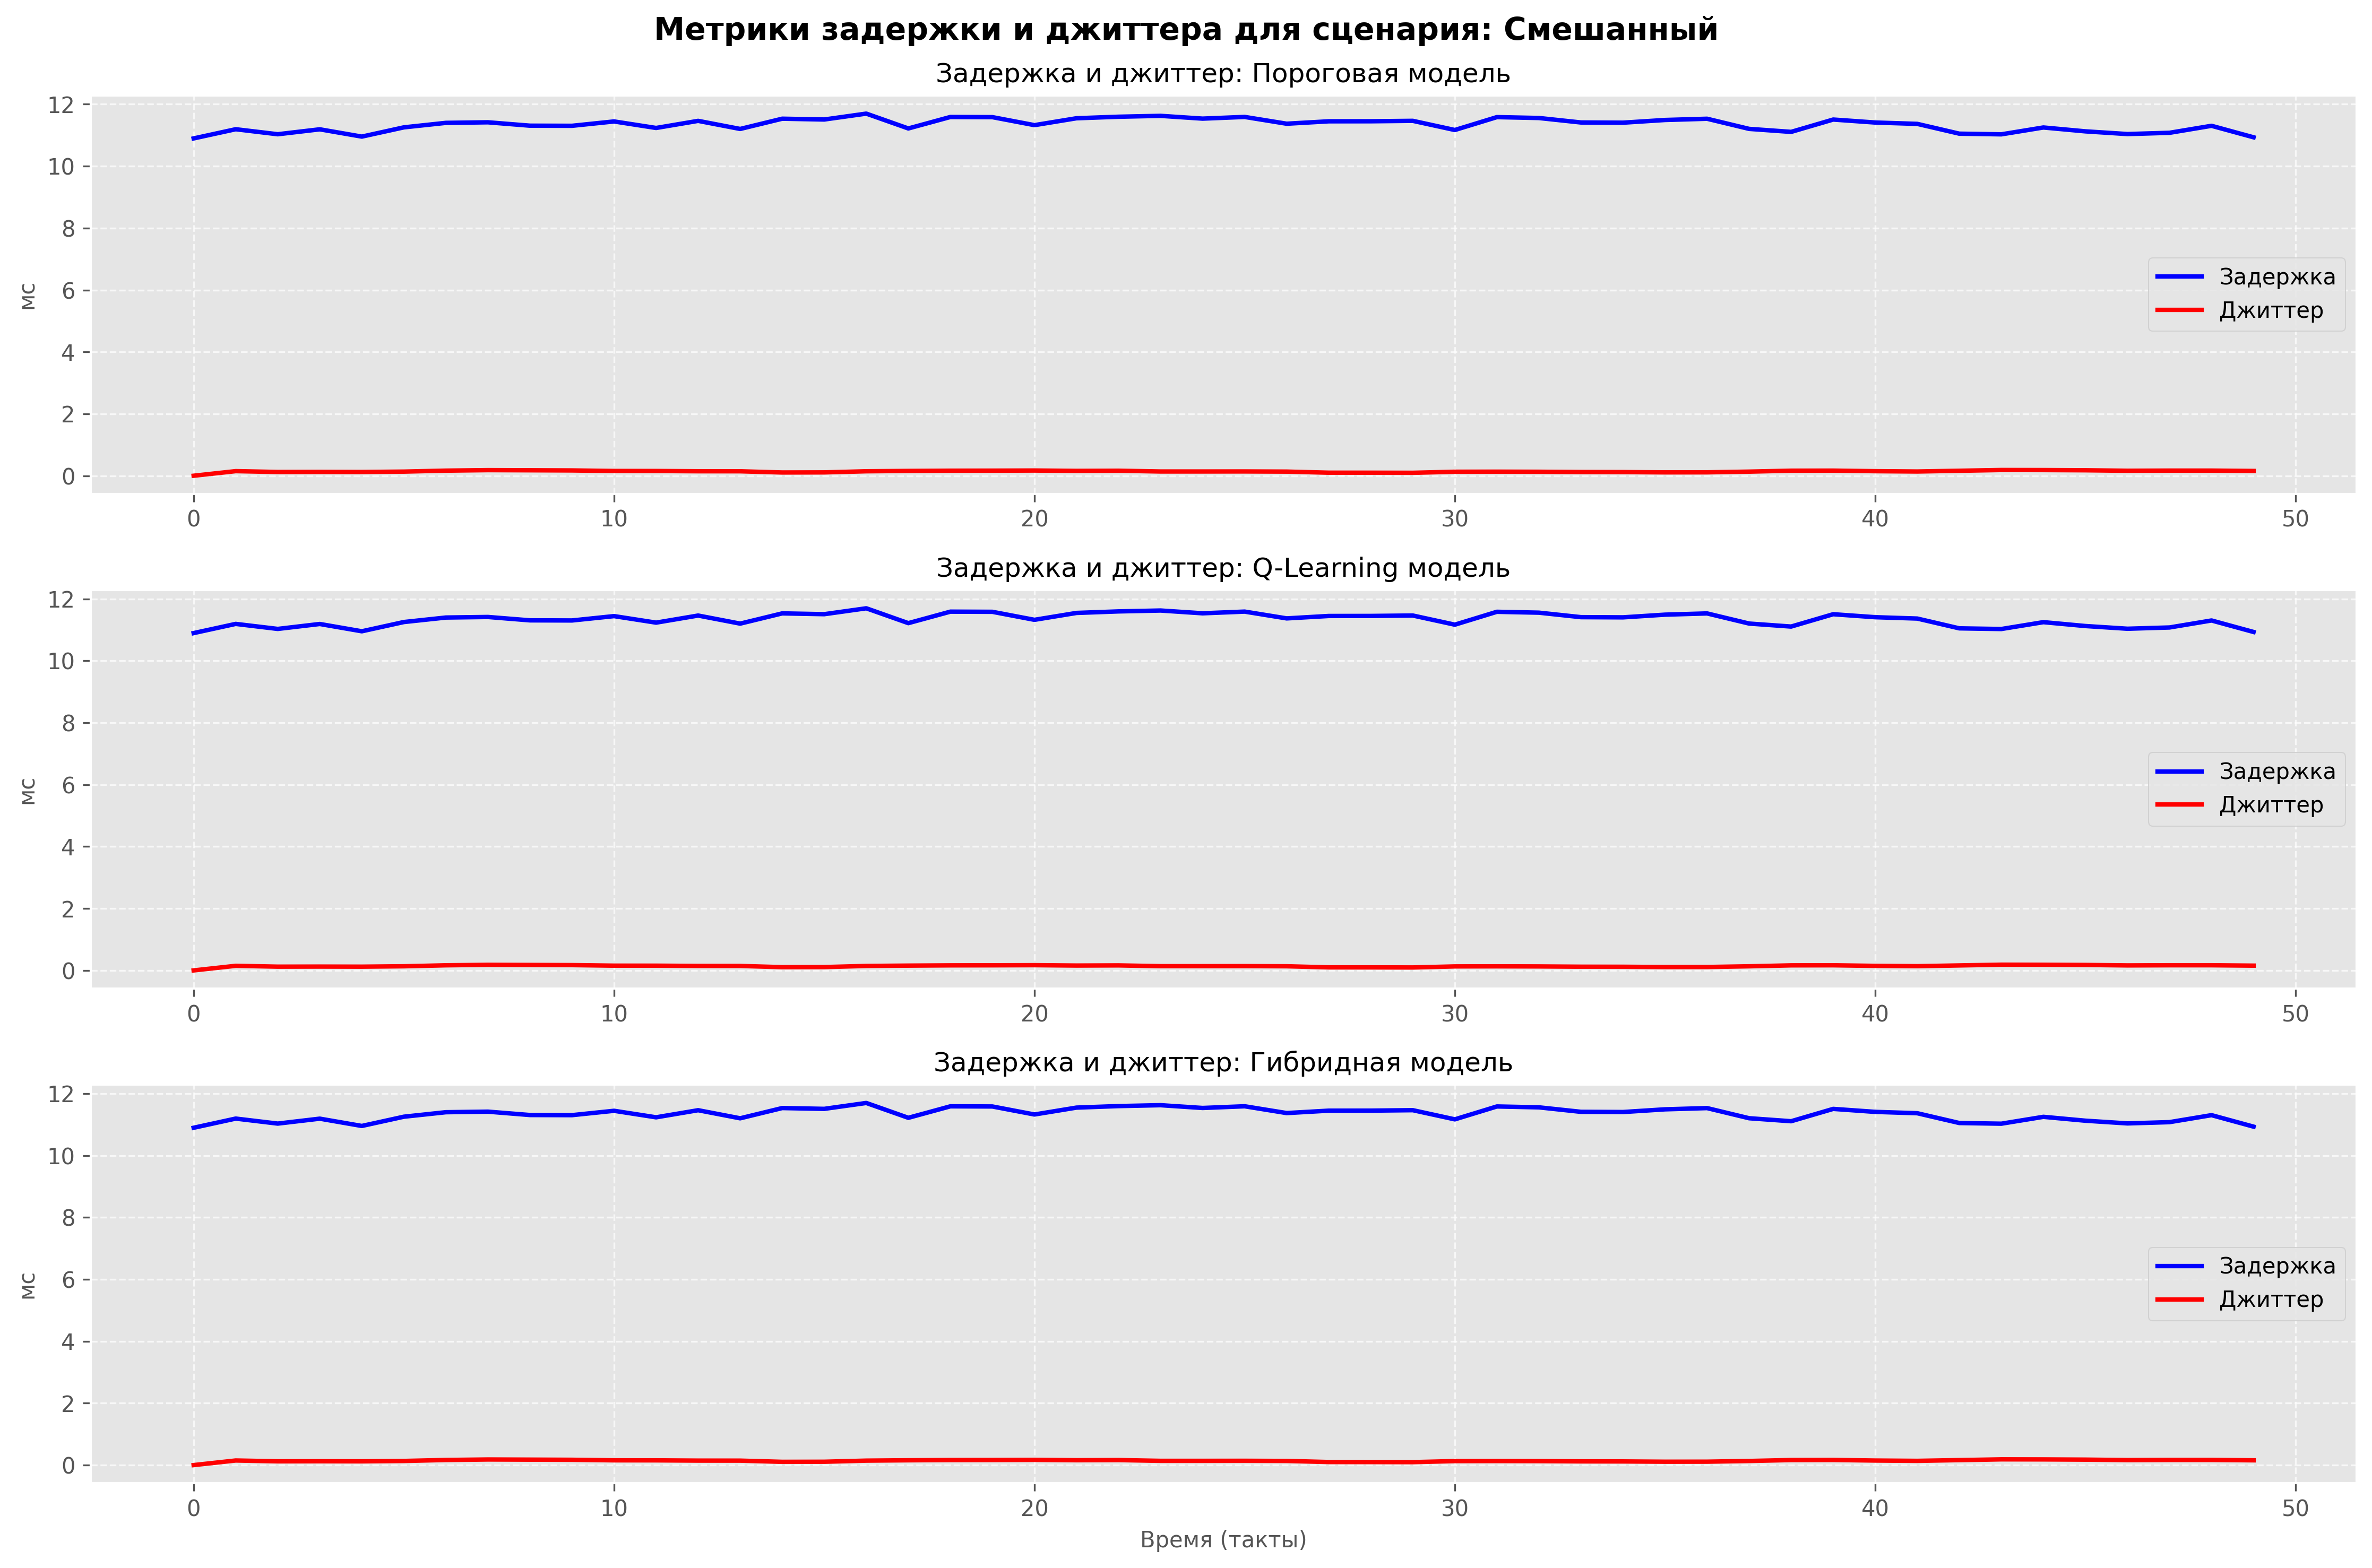 Метрики задержки и джиттера для сценария: Смешанный
Задержка и джиттер: Пороговая модель
12
10
8
6
4
2
0
мс
Задержка
Джиттер
0 10 20 30 40 50
Задержка и джиттер: Q-Learning модель
12
10
8
6
4
2
0
мс
Задержка
Джиттер
0 10 20 30 40 50
Задержка и джиттер: Гибридная модель
12
10
8
6
4
2
0
мс
Задержка
Джиттер
0 10 20 30 40 50
Время (такты)